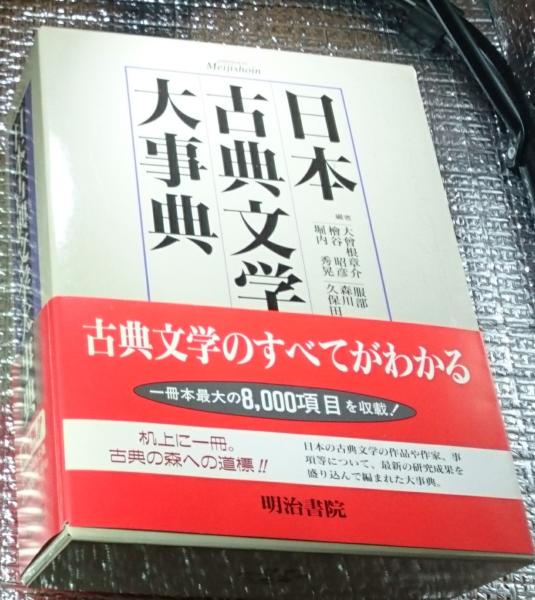 Meijishoin
日本
古典文学
大事典
編者
大曾根章介
檜谷昭彦
堀内秀晃
服部
森川
久保田
古典文学のすべてがわかる
一冊本最大の8,000項目を収載!
机上に一冊。
古典の森への道標!!
日本の古典文学の作品や作家、事
項等について、最新の研究成果を
盛り込んで編まれた大事典。
明治書院